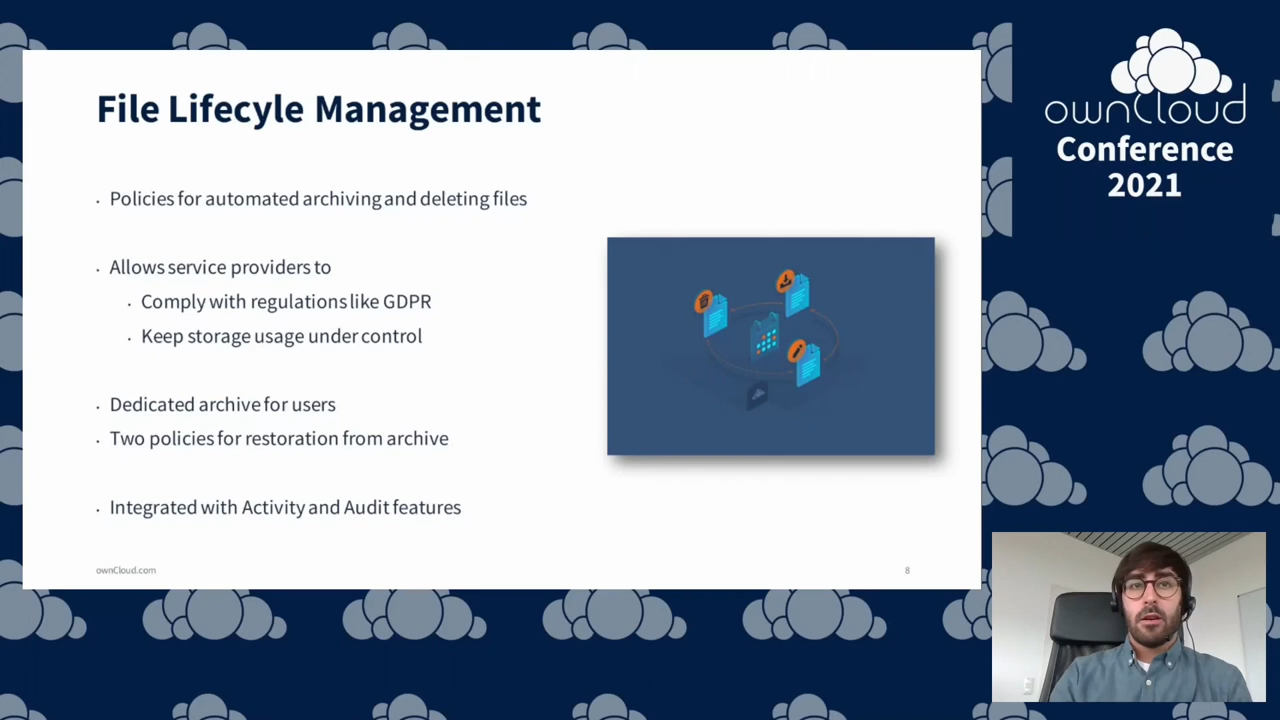 File Lifecyle Management
· Policies for automated archiving and deleting files
· Allows service providers to
· Comply with regulations like GDPR
· Keep storage usage under control
· Dedicated archive for users
· Two policies for restoration from archive
· Integrated with Activity and Audit features
ownCloud.com
8
ownCloud
Conference
2021